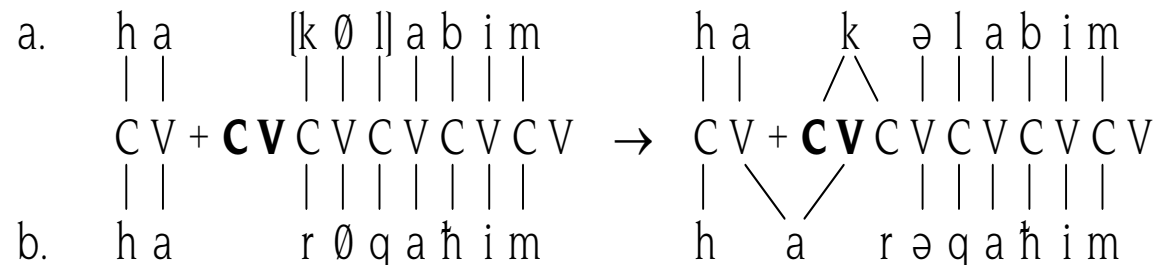 a. h a [k Ø l] a b i m h a k ə l a b i m
C V + C V C V C V C V C V → C V + C V C V C V C V C V
b. h a r Ø q a ħ i m h a r ə q a ħ i m